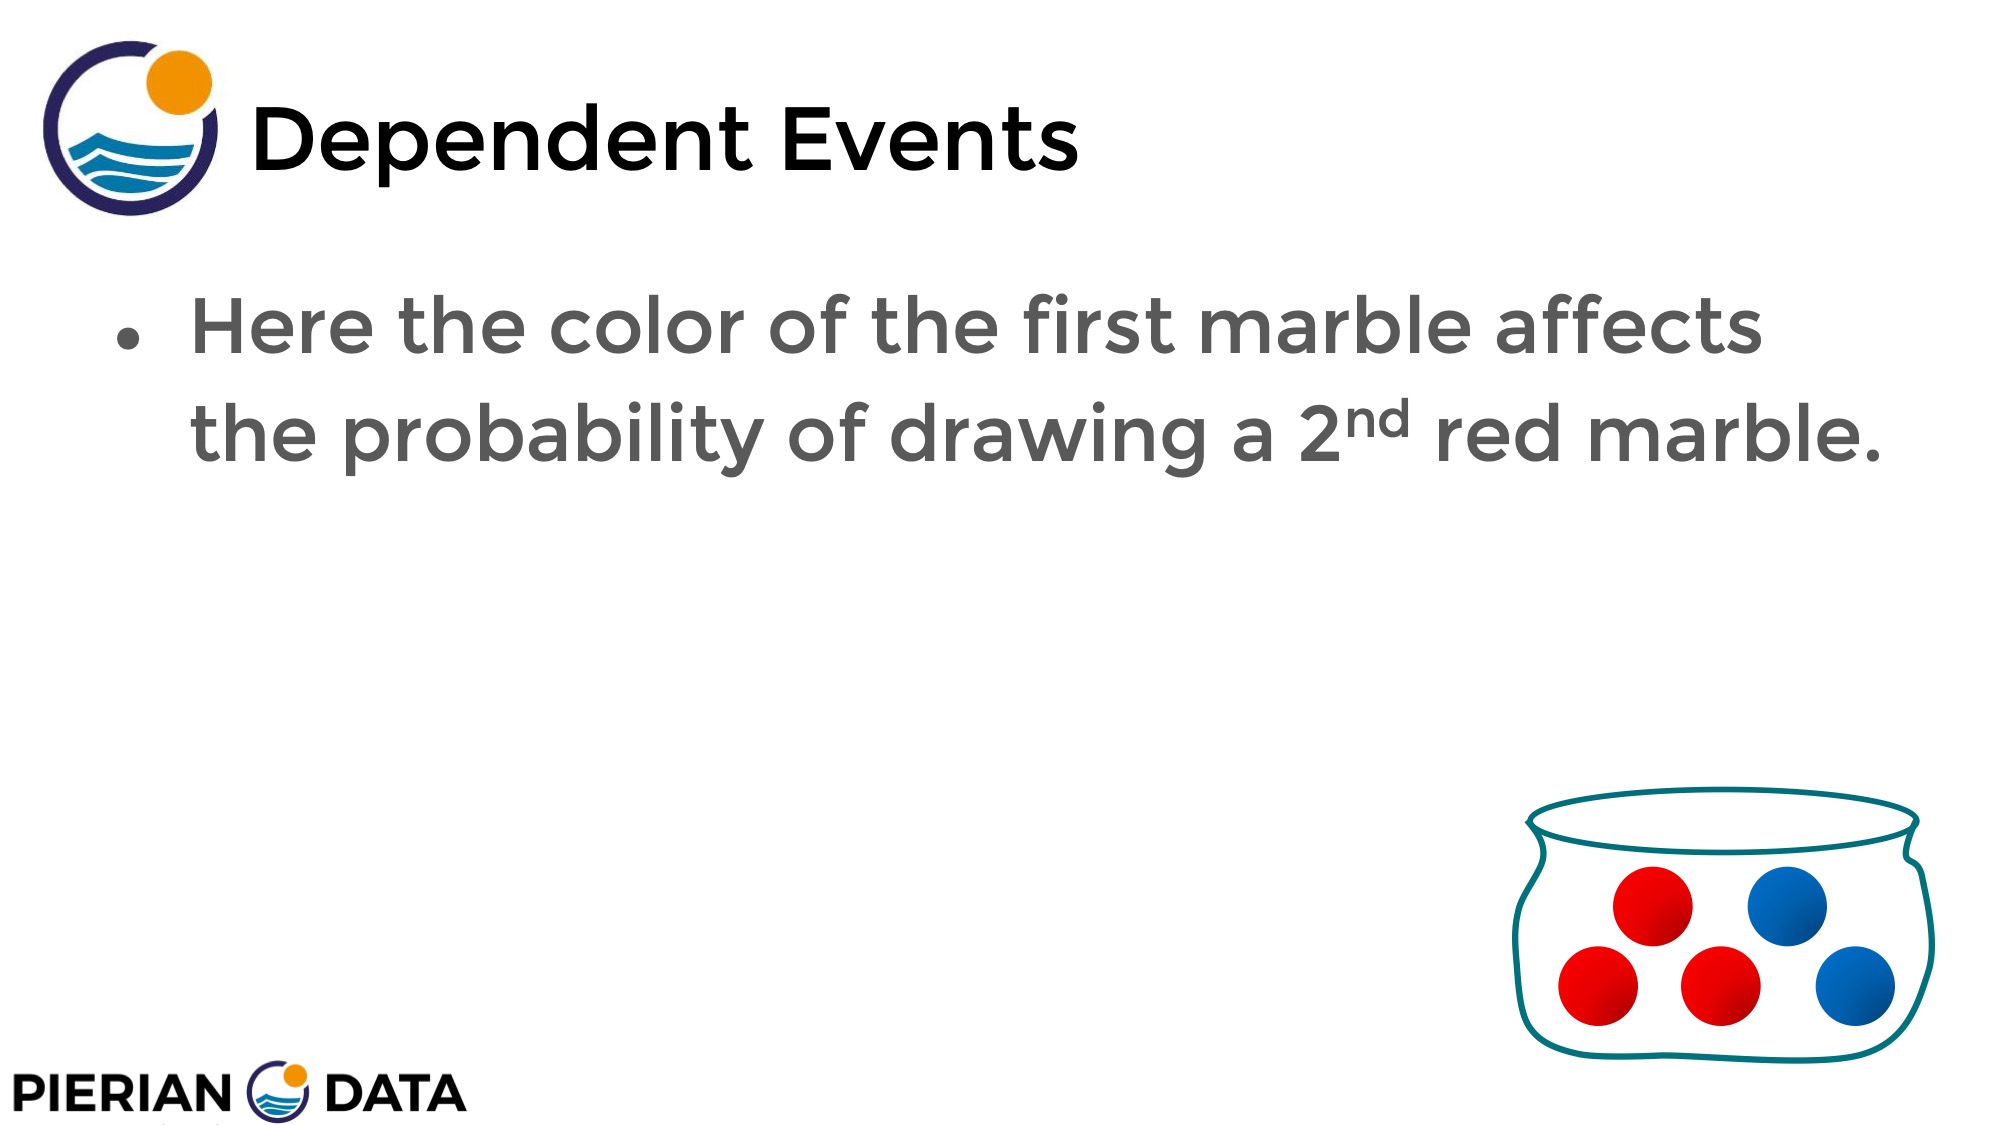 Dependent Events
• Here the color of the first marble affects
the probability of drawing a 2nd red marble.
PIERIAN DATA